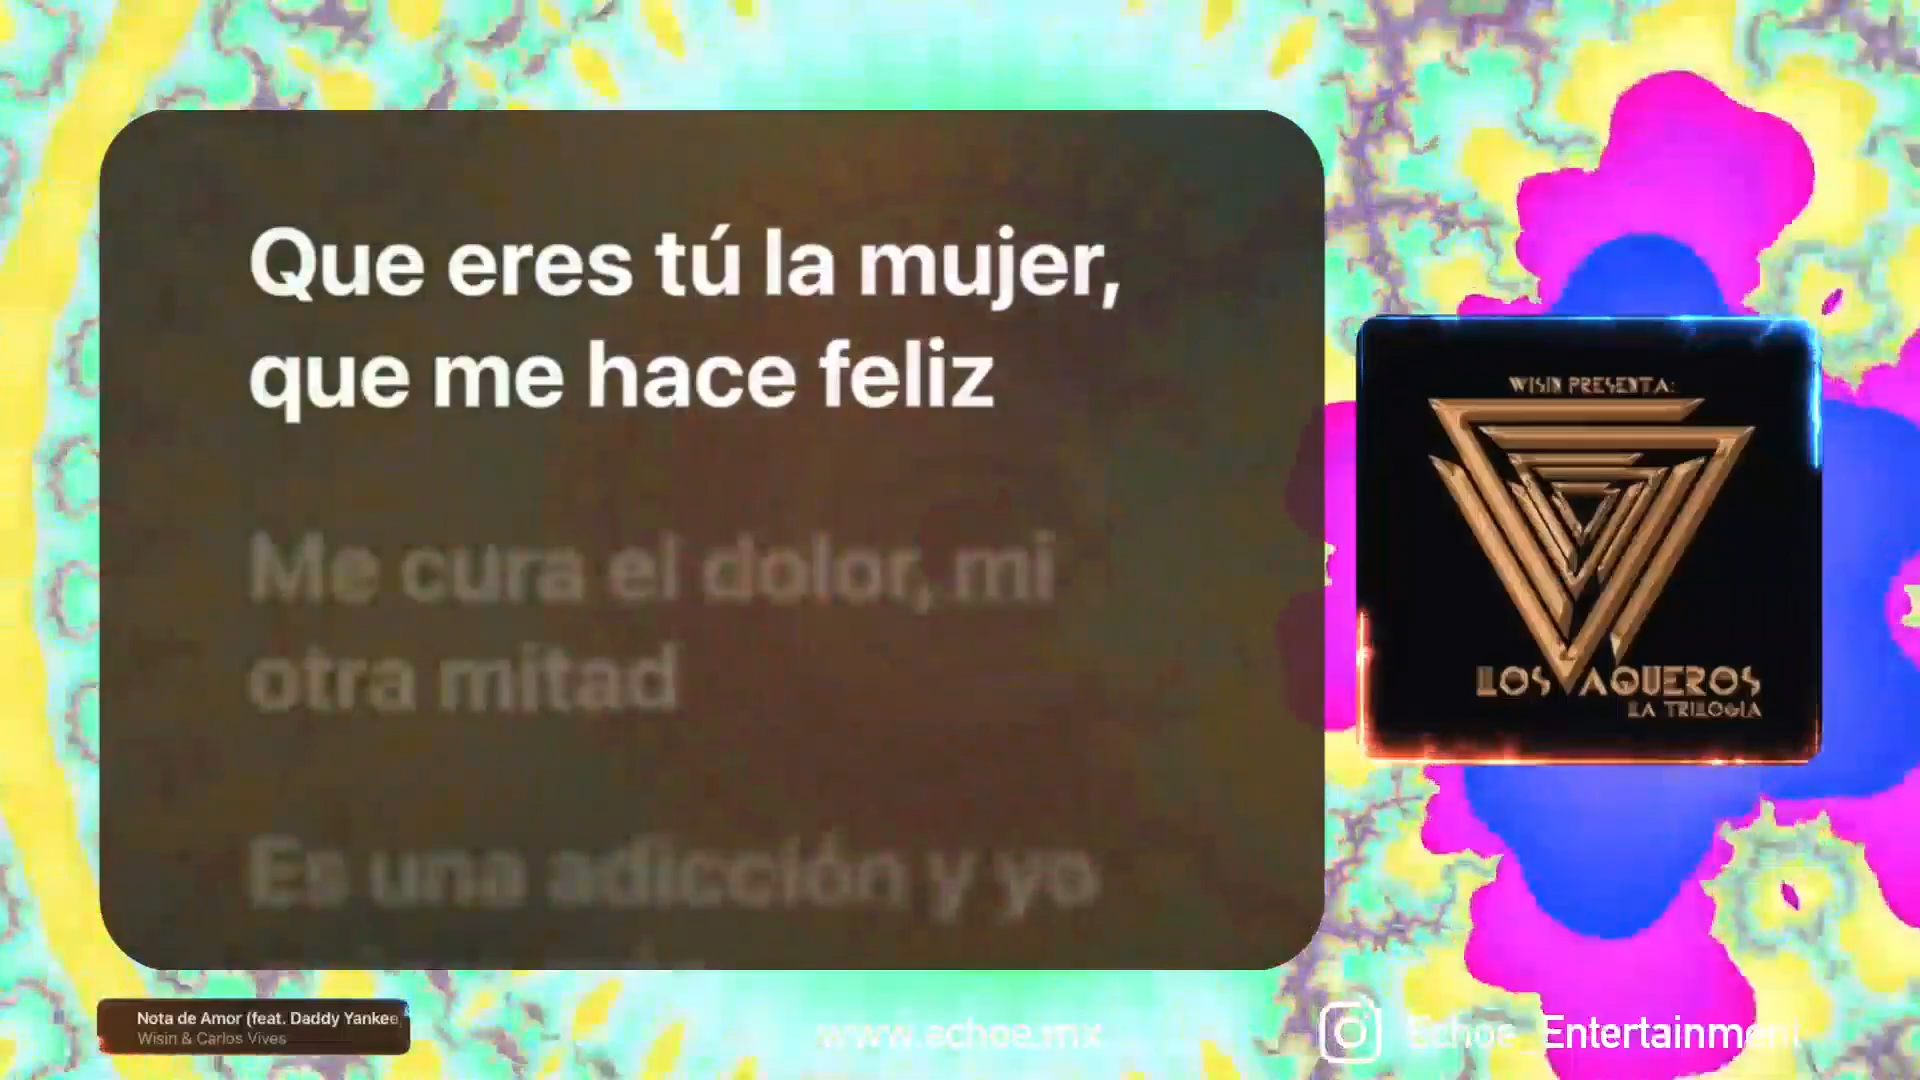 Que eres tú la mujer,
que me hace feliz
Me cura el dolor, mi
otra mitad
Es una adicción y yo
WISIN PRESENTA:
LOS VAQUEROS
LA TRILOGIA
Nota de Amor (feat. Daddy Yankee
Wisin & Carlos Vives
www.echoe.mx
Echoe_Entertainment